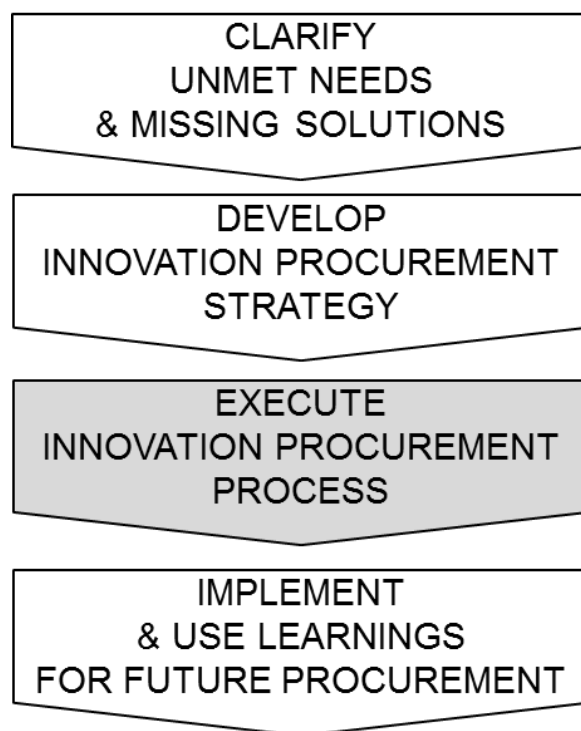 CLARIFY
UNMET NEEDS
& MISSING SOLUTIONS
DEVELOP
INNOVATION PROCUREMENT
STRATEGY
EXECUTE
INNOVATION PROCUREMENT
PROCESS
IMPLEMENT
& USE LEARNINGS
FOR FUTURE PROCUREMENT